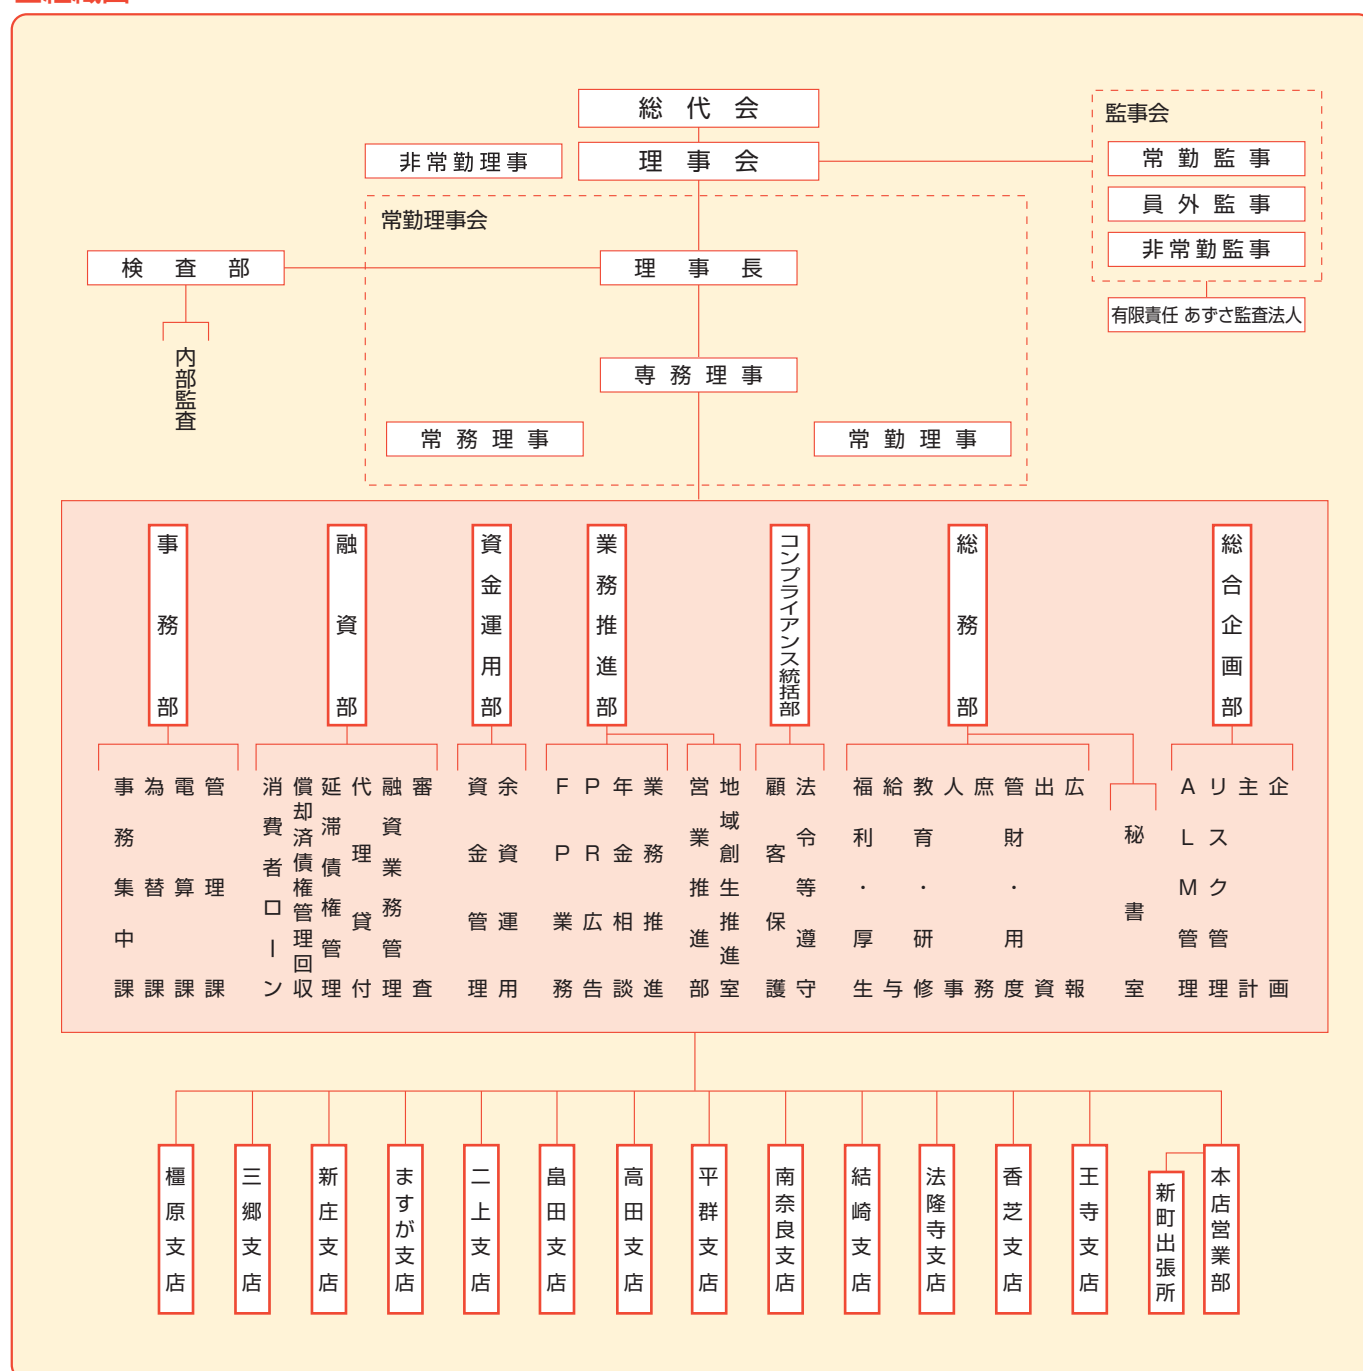 総代会
理事会
非常勤理事
監事会
常勤監事
員外監事
非常勤監事
有限責任 あずさ監査法人
常勤理事会
検査部
理事長
内部監査
専務理事
常務理事
常勤理事
総合企画部
企画
主計
リスク管理
ALM管理
総務部
秘書室
広報
出資
管財・用度
庶務
人事
教育・研修
給与
福利・厚生
コンプライアンス統括部
法令等遵守
顧客保護
業務推進部
地域創生推進室
営業推進部
業務推進
年金相談
PR広告
FP業務
資金運用部
余資運用
資金管理
融資部
審査
融資業務管理
代理貸付
延滞債権管理
償却済債権管理回収
消費者ローン
事務部
管理課
電算課
為替課
事務集中課
本店営業部
新町出張所
王寺支店
香芝支店
法隆寺支店
結崎支店
南奈良支店
平群支店
高田支店
畠田支店
二上支店
ますが支店
新庄支店
三郷支店
橿原支店